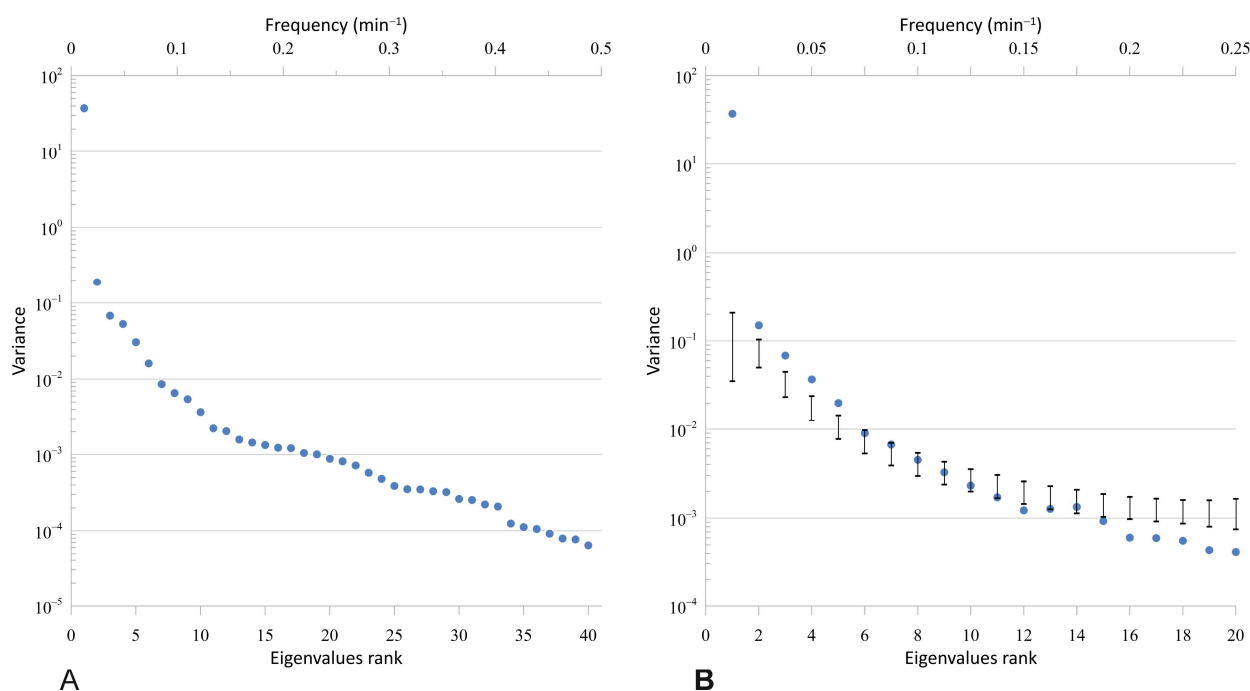 Frequency (min⁻¹)
0 0.1 0.2 0.3 0.4 0.5
10²
10¹
10⁰
10⁻¹
10⁻²
10⁻³
10⁻⁴
10⁻⁵
Variance
0 5 10 15 20 25 30 35 40
Eigenvalues rank
A
Frequency (min⁻¹)
0 0.05 0.1 0.15 0.2 0.25
10²
10¹
10⁰
10⁻¹
10⁻²
10⁻³
10⁻⁴
Variance
0 2 4 6 8 10 12 14 16 18 20
Eigenvalues rank
B